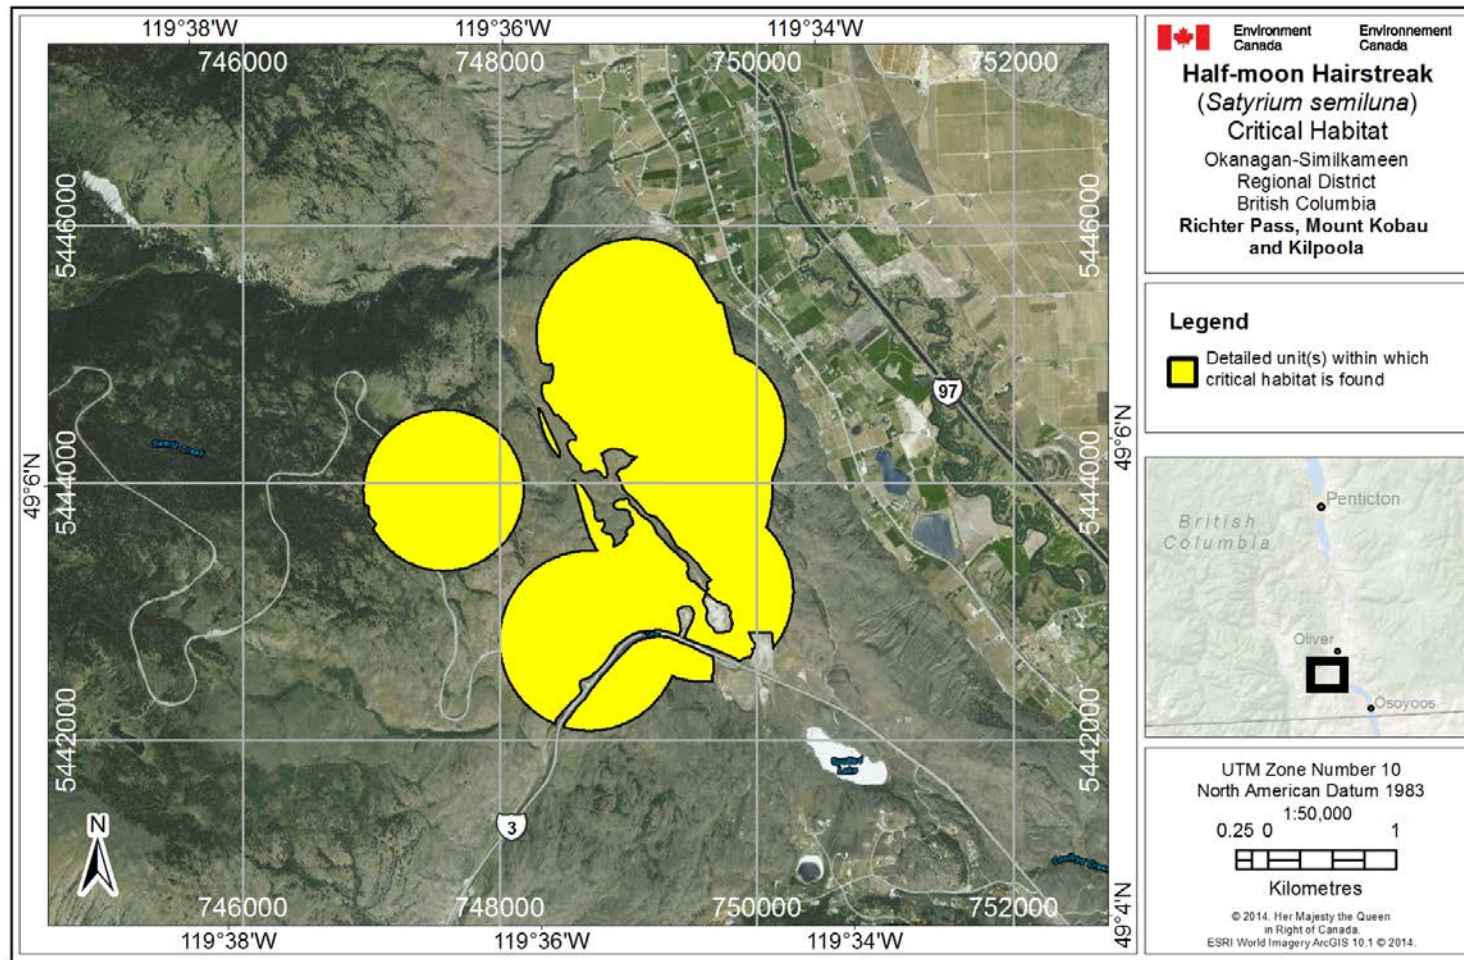 119°38'W 119°36'W 119°34'W
746000 748000 750000 752000
5446000 5446000
49°6'N 5444000 5444000 49°6'N
5442000 5442000
97
3
Spotted
Lake
N
746000 748000 750000 752000
49°4'N
119°38'W 119°36'W 119°34'W
Environment Environnement
Canada Canada
Half-moon Hairstreak
(Satyrium semiluna)
Critical Habitat
Okanagan-Similkameen
Regional District
British Columbia
Richter Pass, Mount Kobau
and Kilpoola
Legend
Detailed unit(s) within which
critical habitat is found
Penticton
British
Columbia
Oliver
Osoyoos
UTM Zone Number 10
North American Datum 1983
1:50,000
0.25 0 1
Kilometres
© 2014. Her Majesty the Queen
in Right of Canada.
ESRI World Imagery ArcGIS 10.1 © 2014.